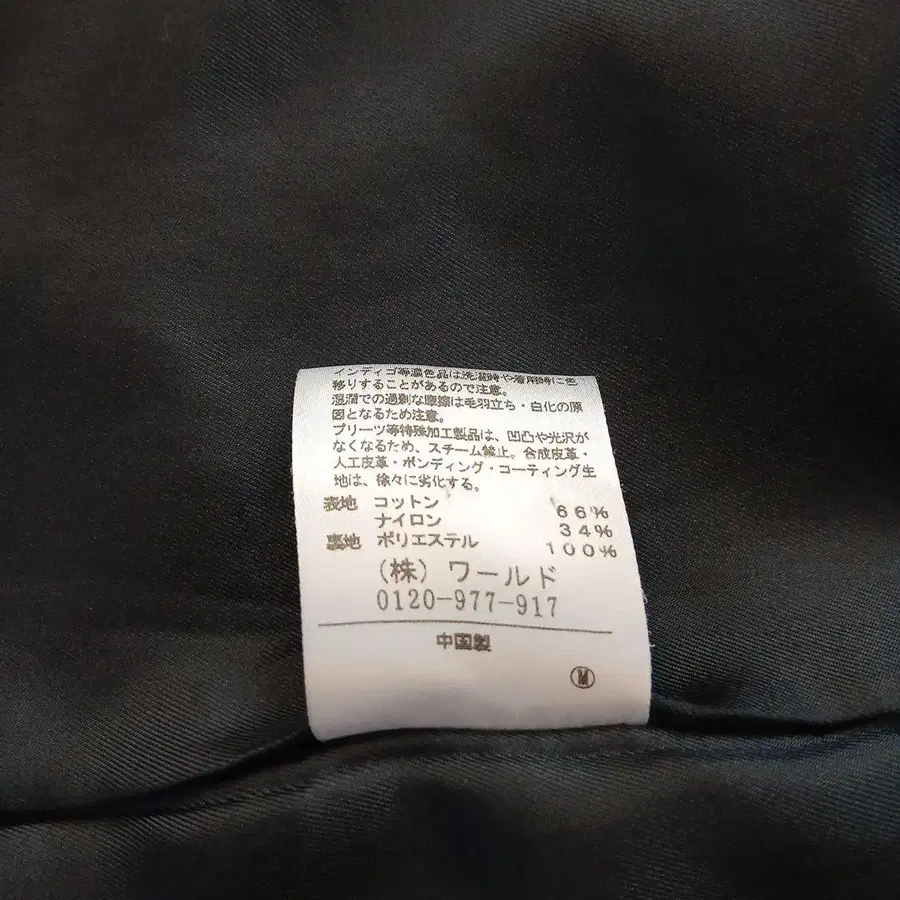 インディゴ等濃色品は洗濯時や着用時に色
移りすることがあるので注意。
湿潤での過剰な摩擦は毛羽立ち・白化の原
因となるため注意。
プリーツ等特殊加工製品は、凹凸や光沢が
なくなるため、スチーム禁止。合成皮革・
人工皮革・ボンディング・コーティング生
地は、徐々に劣化する。
表地 コットン 66%
ナイロン 34%
裏地 ポリエステル 100%
(株) ワールド
0120-977-917
中国製
Ⓜ